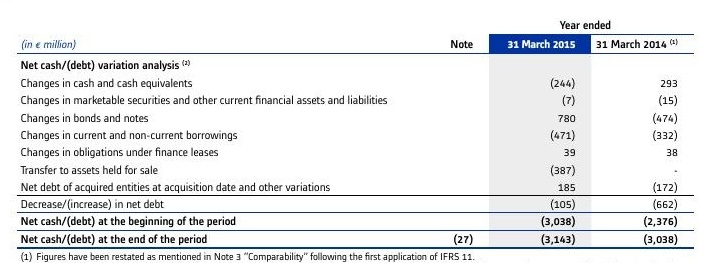 Year ended
(in € million) Note 31 March 2015 31 March 2014 (1)
Net cash/(debt) variation analysis (2)
Changes in cash and cash equivalents (244) 293
Changes in marketable securities and other current financial assets and liabilities (7) (15)
Changes in bonds and notes 780 (474)
Changes in current and non-current borrowings (471) (332)
Changes in obligations under finance leases 39 38
Transfer to assets held for sale (387) -
Net debt of acquired entities at acquisition date and other variations 185 (172)
Decrease/(increase) in net debt (105) (662)
Net cash/(debt) at the beginning of the period (3,038) (2,376)
Net cash/(debt) at the end of the period (27) (3,143) (3,038)
(1) Figures have been restated as mentioned in Note 3 "Comparability" following the first application of IFRS 11.